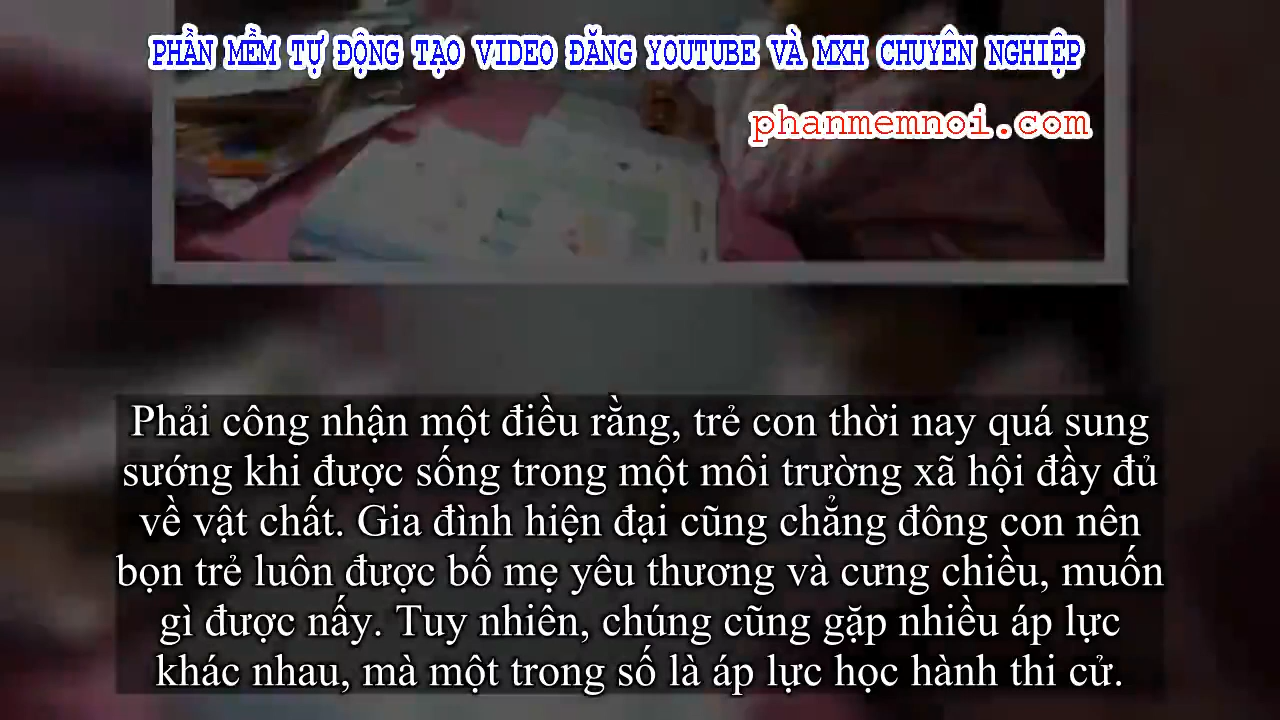 PHẦN MỀM TỰ ĐỘNG TẠO VIDEO ĐĂNG YOUTUBE VÀ MXH CHUYÊN NGHIỆP
phanmemnoi.com
Phải công nhận một điều rằng, trẻ con thời nay quá sung
sướng khi được sống trong một môi trường xã hội đầy đủ
về vật chất. Gia đình hiện đại cũng chẳng đông con nên
bọn trẻ luôn được bố mẹ yêu thương và cưng chiều, muốn
gì được nấy. Tuy nhiên, chúng cũng gặp nhiều áp lực
khác nhau, mà một trong số là áp lực học hành thi cử.